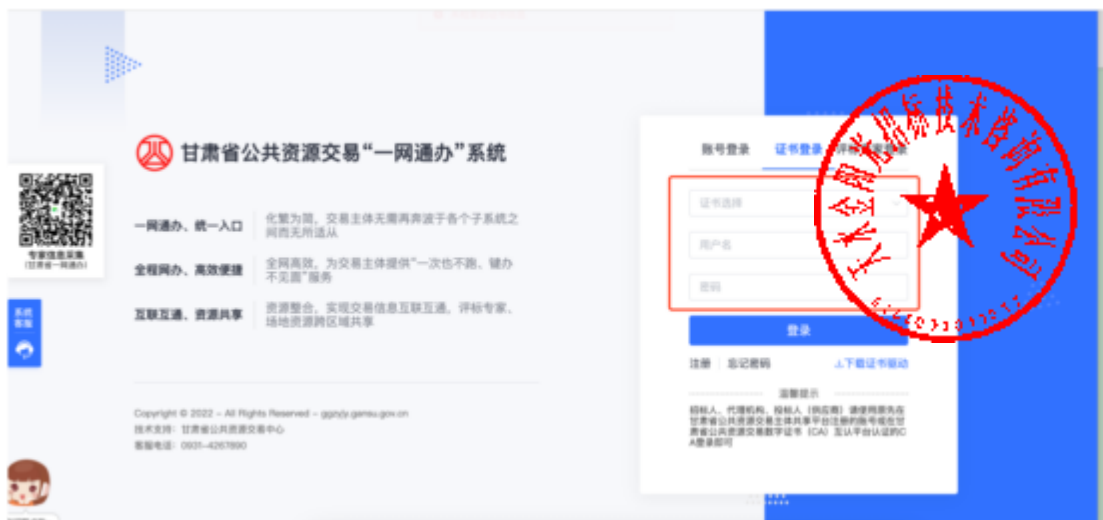 甘肃省公共资源交易“一网通办”系统
一网通办、统一入口
化繁为简，交易主体无需再奔波于各个子系统之
间而无所适从
全程网办、高效便捷
全网高效，为交易主体提供“一次也不跑、键办
不见面”服务
互联互通、资源共享
资源整合，实现交易信息互联互通，评标专家、
场地资源跨区域共享
专家信息采集
(甘肃省一网通办)
系统
客服
Copyright © 2022 - All Rights Reserved - ggzyjy.gansu.gov.cn
技术支持：甘肃省公共资源交易中心
客服电话：0931-4267890
账号登录 证书登录
证书选择
用户名
密码
登录
注册 忘记密码 下载证书驱动
温馨提示
招标人、代理机构、投标人（供应商）请使用原先在
甘肃省公共资源交易主体共享平台注册的账号或在甘
肃省公共资源交易数字证书（CA）互认平台认证的C
A登录即可